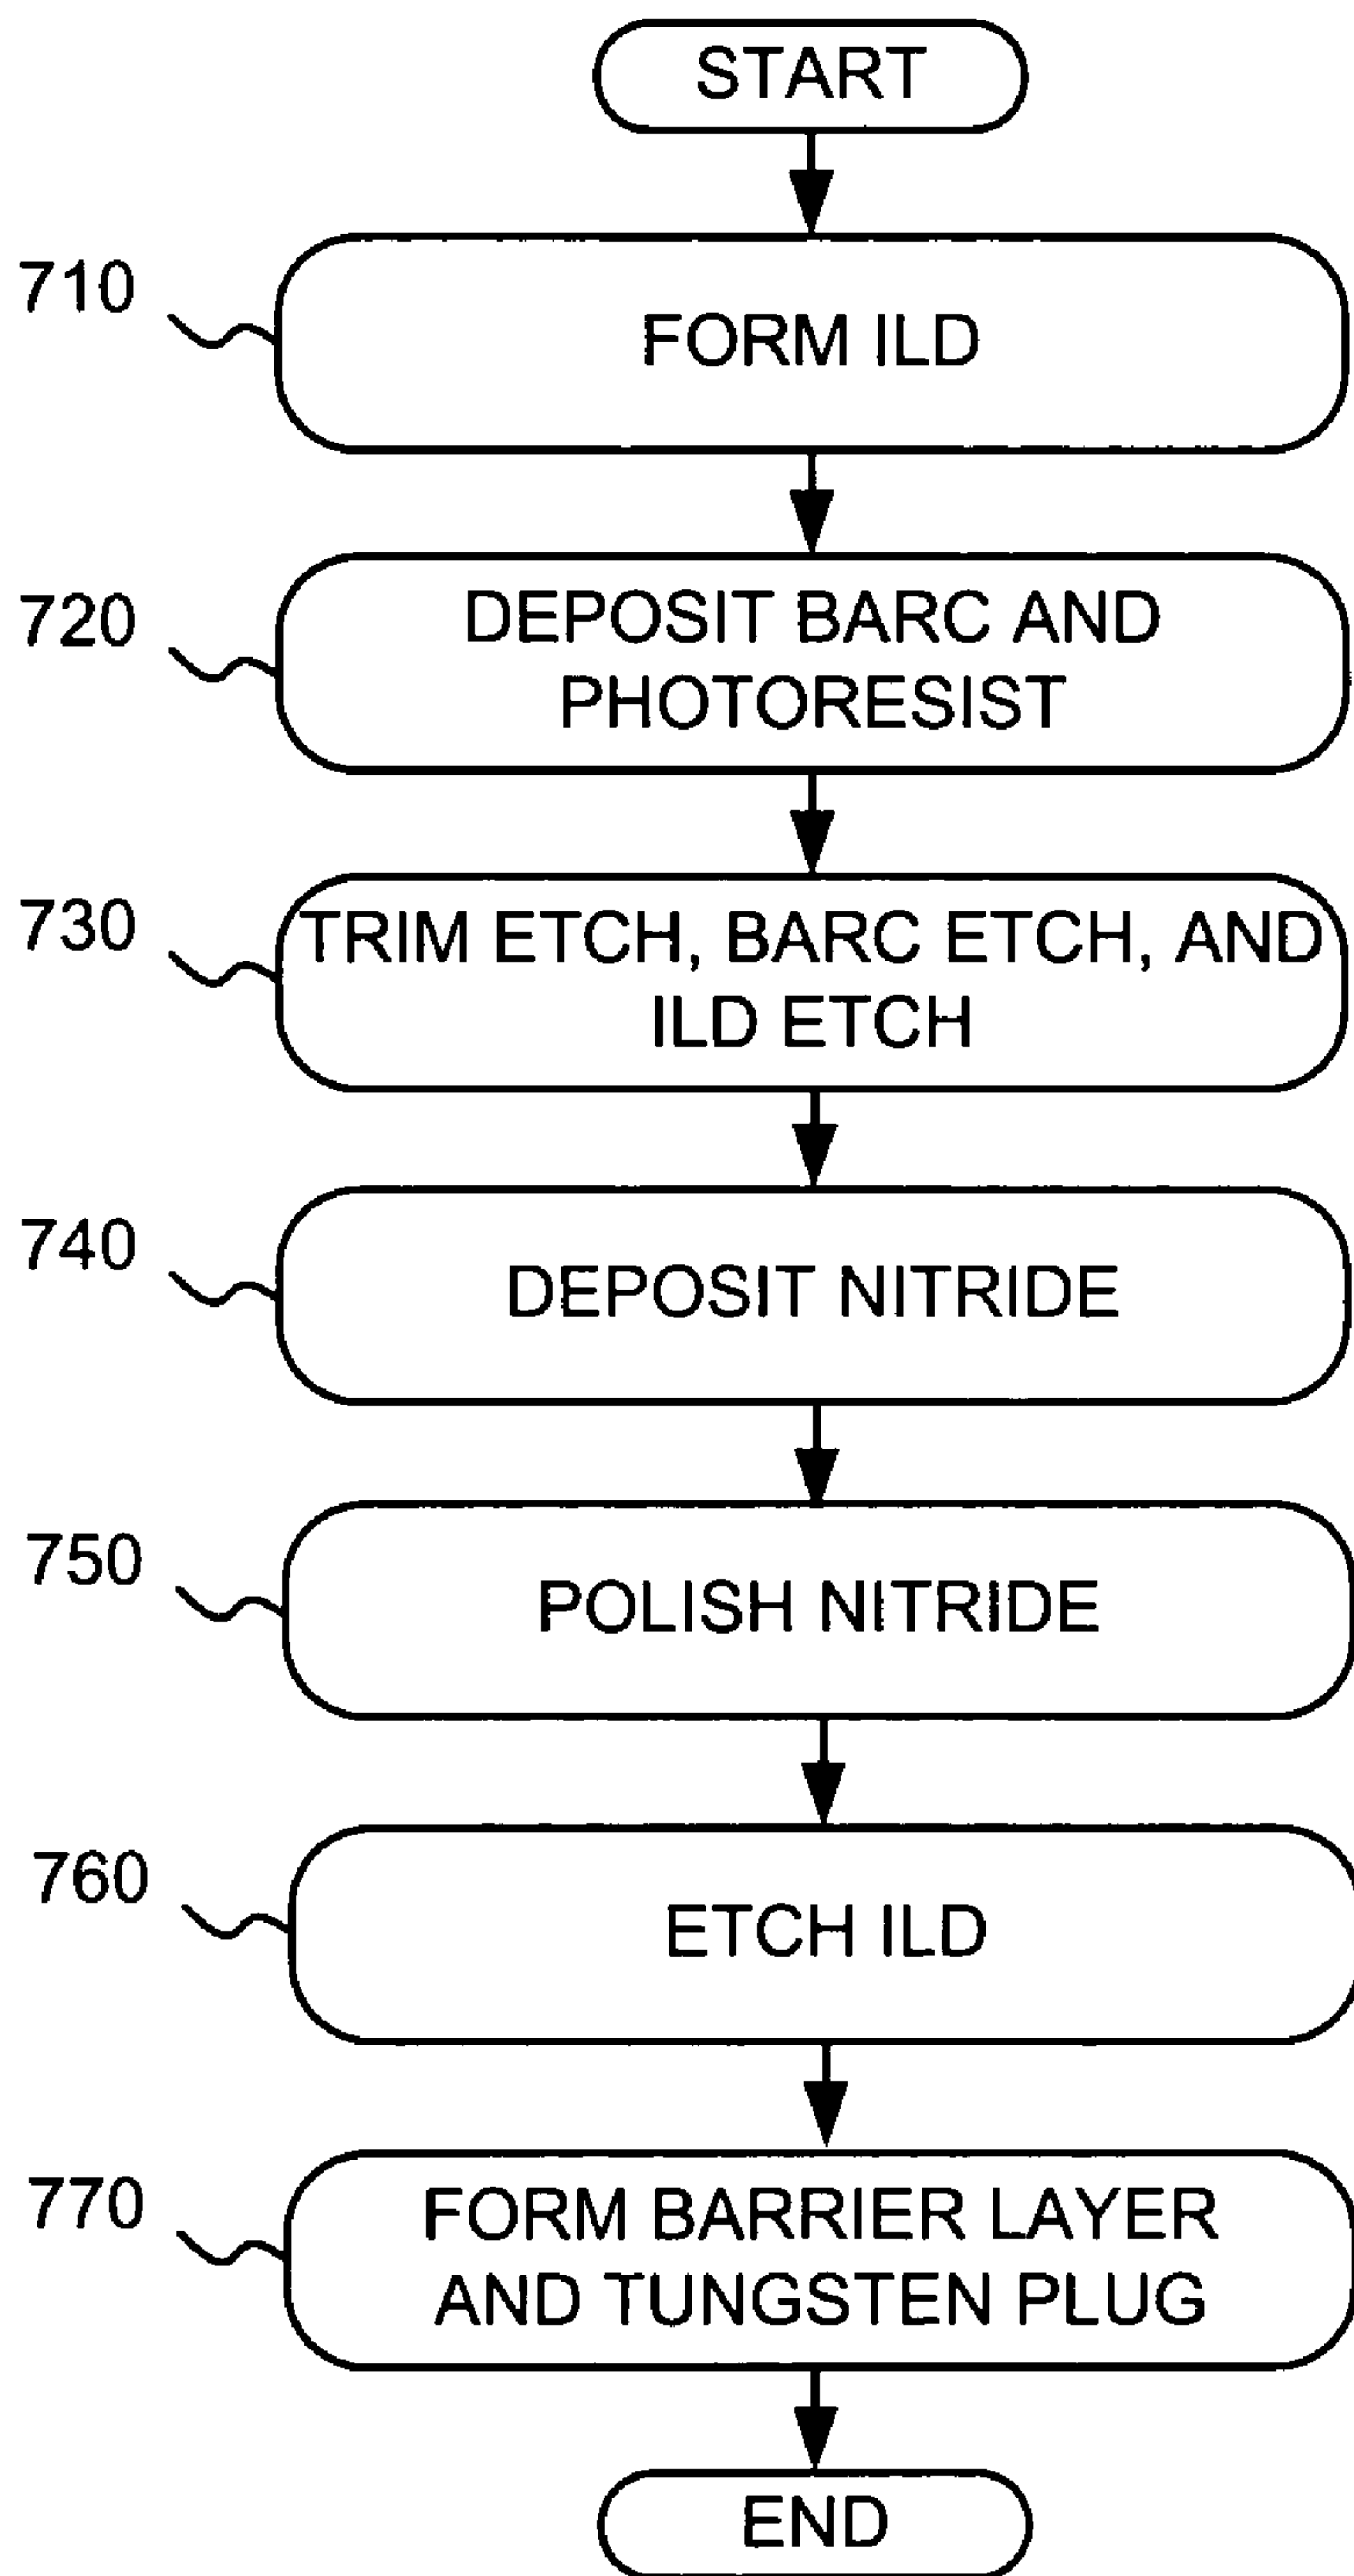 START
710
FORM ILD
720
DEPOSIT BARC AND
PHOTORESIST
730
TRIM ETCH, BARC ETCH, AND
ILD ETCH
740
DEPOSIT NITRIDE
750
POLISH NITRIDE
760
ETCH ILD
770
FORM BARRIER LAYER
AND TUNGSTEN PLUG
END